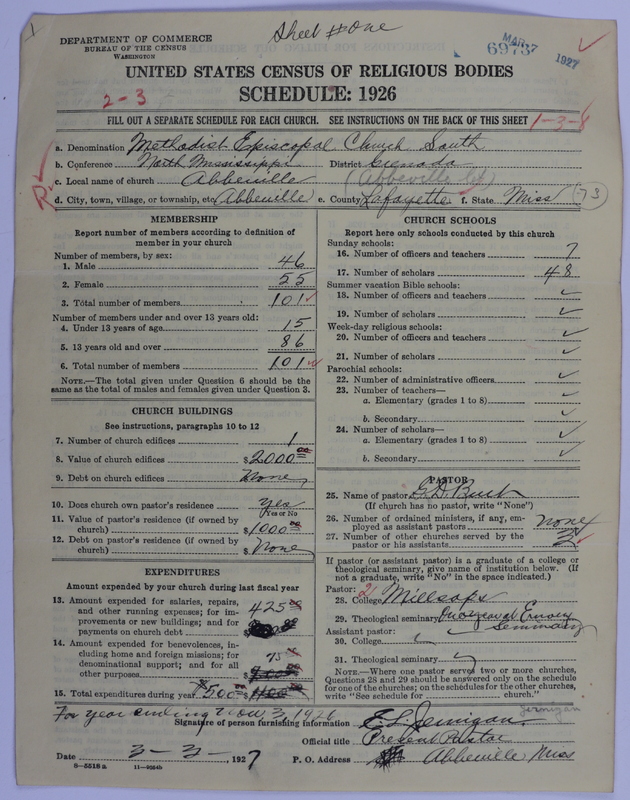 1
Sheet #One
DEPARTMENT OF COMMERCE
BUREAU OF THE CENSUS
WASHINGTON
MAR 1927
69737
UNITED STATES CENSUS OF RELIGIOUS BODIES
2-3
SCHEDULE: 1926
FILL OUT A SEPARATE SCHEDULE FOR EACH CHURCH. SEE INSTRUCTIONS ON THE BACK OF THIS SHEET
1-3-8
a. Denomination Methodist Episcopal Church South
b. Conference North Mississippi District Grenada
c. Local name of church Abbeville (Abbeville)
d. City, town, village, or township, etc. Abbeville e. County Lafayette f. State Miss 73
R
MEMBERSHIP
Report number of members according to definition of member in your church
Number of members, by sex:
1. Male 46
2. Female 55
3. Total number of members 101
Number of members under and over 13 years old:
4. Under 13 years of age 15
5. 13 years old and over 86
6. Total number of members 101
NOTE.—The total given under Question 6 should be the same as the total of males and females given under Question 3.
CHURCH BUILDINGS
See instructions, paragraphs 10 to 12
7. Number of church edifices 1
8. Value of church edifices $2000.00
9. Debt on church edifices None
10. Does church own pastor's residence yes
Yes or No
11. Value of pastor's residence (if owned by church) $1000.00
12. Debt on pastor's residence (if owned by church) $None
EXPENDITURES
Amount expended by church during last fiscal year
13. Amount expended for salaries, repairs, and other running expenses; for improvements or new buildings; and for payments on church debt 425
14. Amount expended for benevolences, including home and foreign missions; for denominational support; and for all other purposes 75
15. Total expenditures during year $500
CHURCH SCHOOLS
Report here only schools conducted by this church
Sunday schools:
16. Number of officers and teachers 7
17. Number of scholars 48
Summer vacation Bible schools:
18. Number of officers and teachers ✓
19. Number of scholars ✓
Week-day religious schools:
20. Number of officers and teachers ✓
21. Number of scholars ✓
Parochial schools:
22. Number of administrative officers ✓
23. Number of teachers—
a. Elementary (grades 1 to 8) ✓
b. Secondary ✓
24. Number of scholars—
a. Elementary (grades 1 to 8) ✓
b. Secondary ✓
PASTOR
25. Name of pastor
(If church has no pastor, write "None")
26. Number of ordained ministers, if any, employed as assistant pastors none
27. Number of other churches served by the pastor or his assistants 3
If pastor (or assistant pastor) is a graduate of a college or theological seminary, give name of institution below. (If not a graduate, write "No" in the space indicated.)
Pastor: 2
28. College Millsaps
29. Theological seminary Emory Seminary
Assistant pastor:
30. College ✓
31. Theological seminary ✓
NOTE.—Where one pastor served two or more churches, Questions 28 and 29 should be answered only on the schedule for one of the churches; on the schedules for the other churches, write "See schedule for ............ church."
For year ending Nov 3 1926
Jernigan
Signature of person furnishing information E. L. Jernigan
Official title Present Pastor
Date 3-3-, 1927 P. O. Address Abbeville Miss
8—5518 a 11—9564b